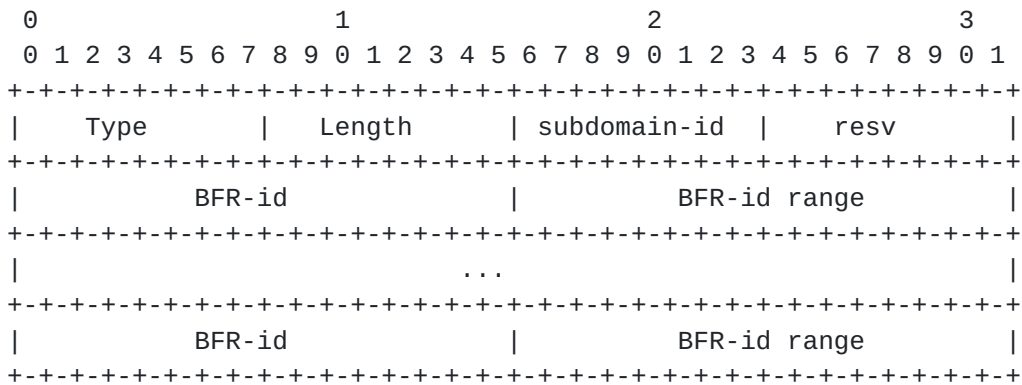 0                   1                   2                   3
 0 1 2 3 4 5 6 7 8 9 0 1 2 3 4 5 6 7 8 9 0 1 2 3 4 5 6 7 8 9 0 1
+-+-+-+-+-+-+-+-+-+-+-+-+-+-+-+-+-+-+-+-+-+-+-+-+-+-+-+-+-+-+-+-+
|    Type       |   Length      | subdomain-id  |    resv       |
+-+-+-+-+-+-+-+-+-+-+-+-+-+-+-+-+-+-+-+-+-+-+-+-+-+-+-+-+-+-+-+-+
|           BFR-id              |          BFR-id range         |
+-+-+-+-+-+-+-+-+-+-+-+-+-+-+-+-+-+-+-+-+-+-+-+-+-+-+-+-+-+-+-+-+
|                            ...                                |
+-+-+-+-+-+-+-+-+-+-+-+-+-+-+-+-+-+-+-+-+-+-+-+-+-+-+-+-+-+-+-+-+
|           BFR-id              |          BFR-id range         |
+-+-+-+-+-+-+-+-+-+-+-+-+-+-+-+-+-+-+-+-+-+-+-+-+-+-+-+-+-+-+-+-+